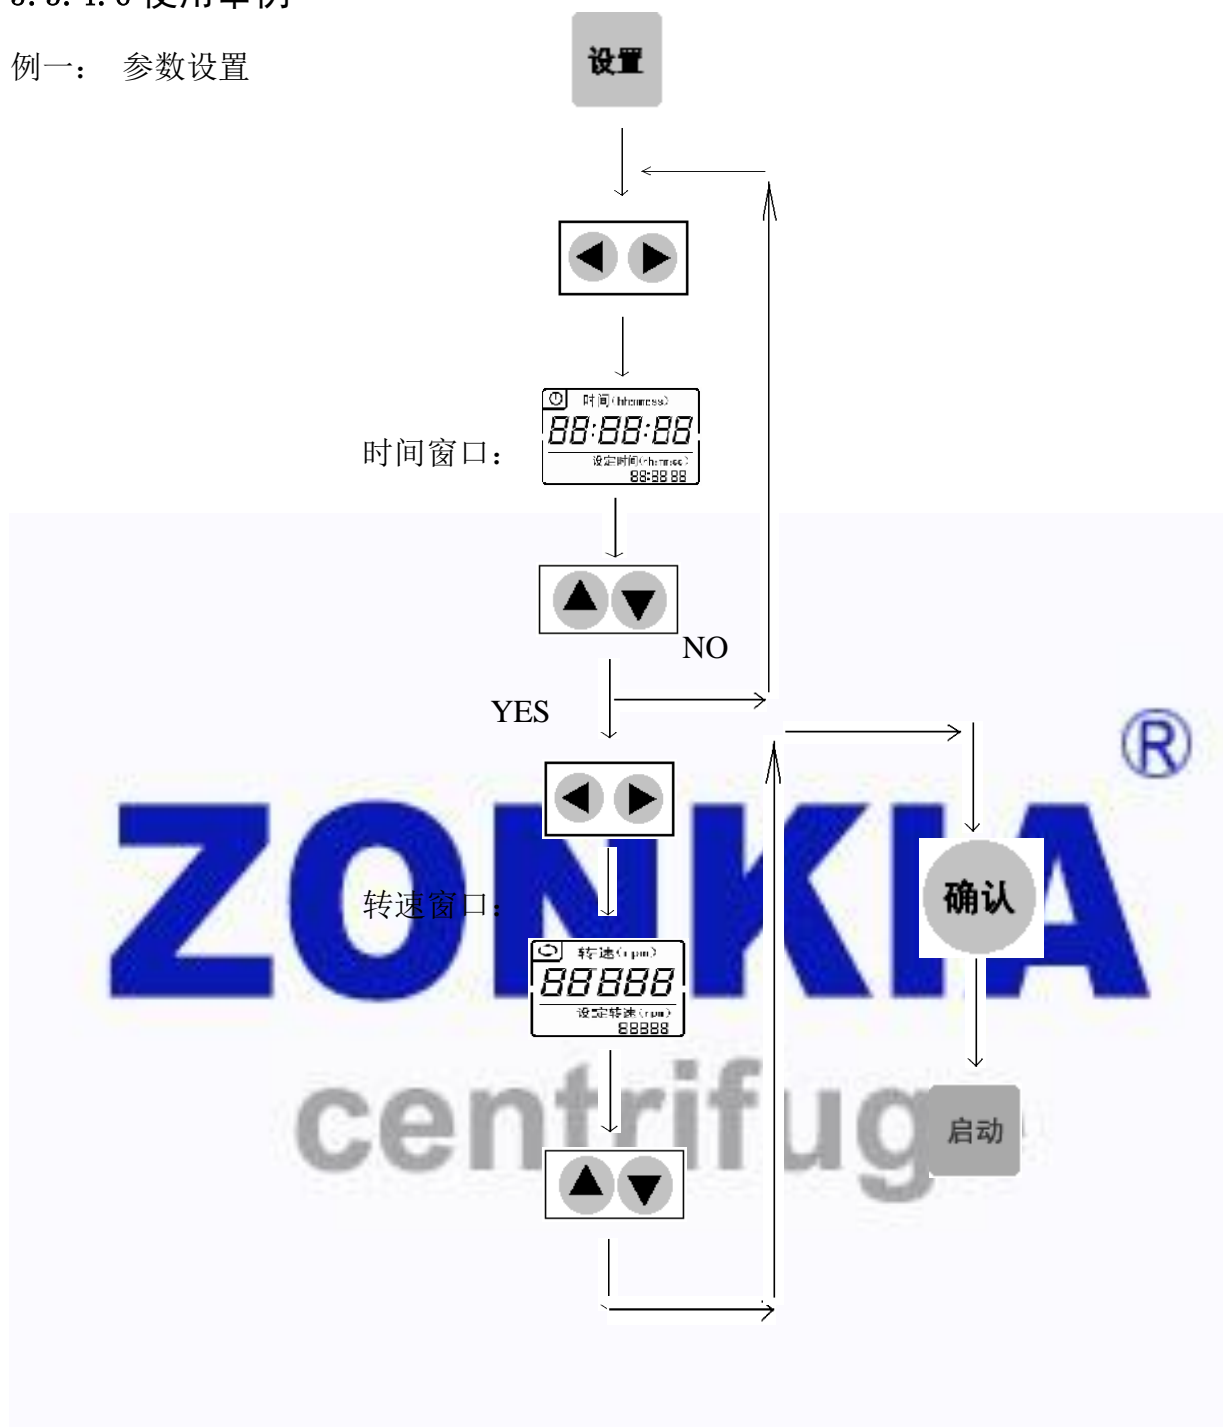 例一： 参数设置
设置
时间(hh:mm:ss)
88:88:88
时间窗口：
设定时间(hh:mm:ss)
88:88 88
NO
YES
®
ZONKIA
确认
转速窗口：
转速(rpm)
88888
设定转速(rpm)
88888
centrifuge
启动